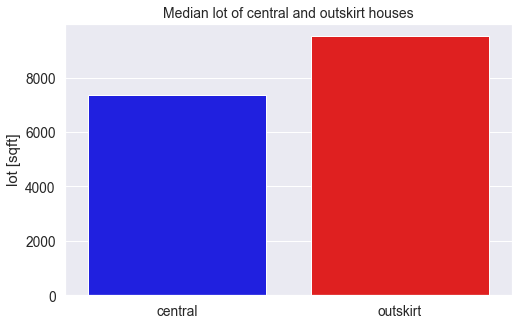 Median lot of central and outskirt houses
lot [sqft]
8000
6000
4000
2000
0
central
outskirt